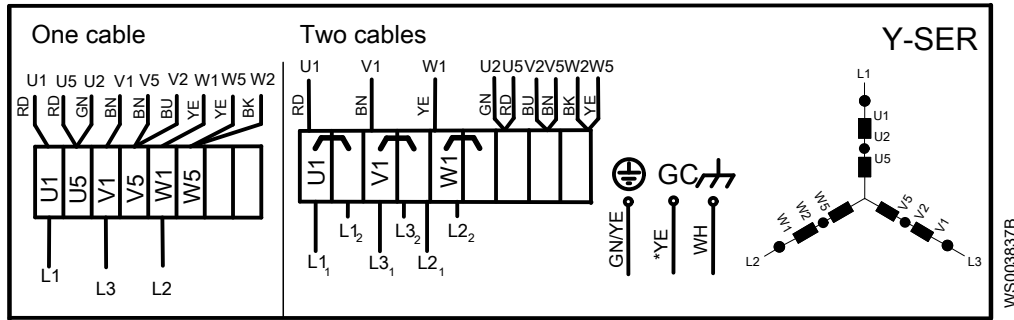 One cable
Two cables
Y-SER
U1 U5 U2 V1 V5 V2 W1 W5 W2
RD RD GN BN BN BU YE YE BK
U1 U5 V1 V5 W1 W5
L1 L3 L2
U1 V1 W1 U2 U5 V2 V5 W2 W5
RD BN YE GN RD BU BN BK YE
U1 V1 W1
L1₂ L3₂ L2₂
L1₁ L3₁ L2₁
GC
GN/YE *YE WH
L1
U1
U2
U5
W1 W2 W5 V5 V2 V1
L2 L3
WS003837B